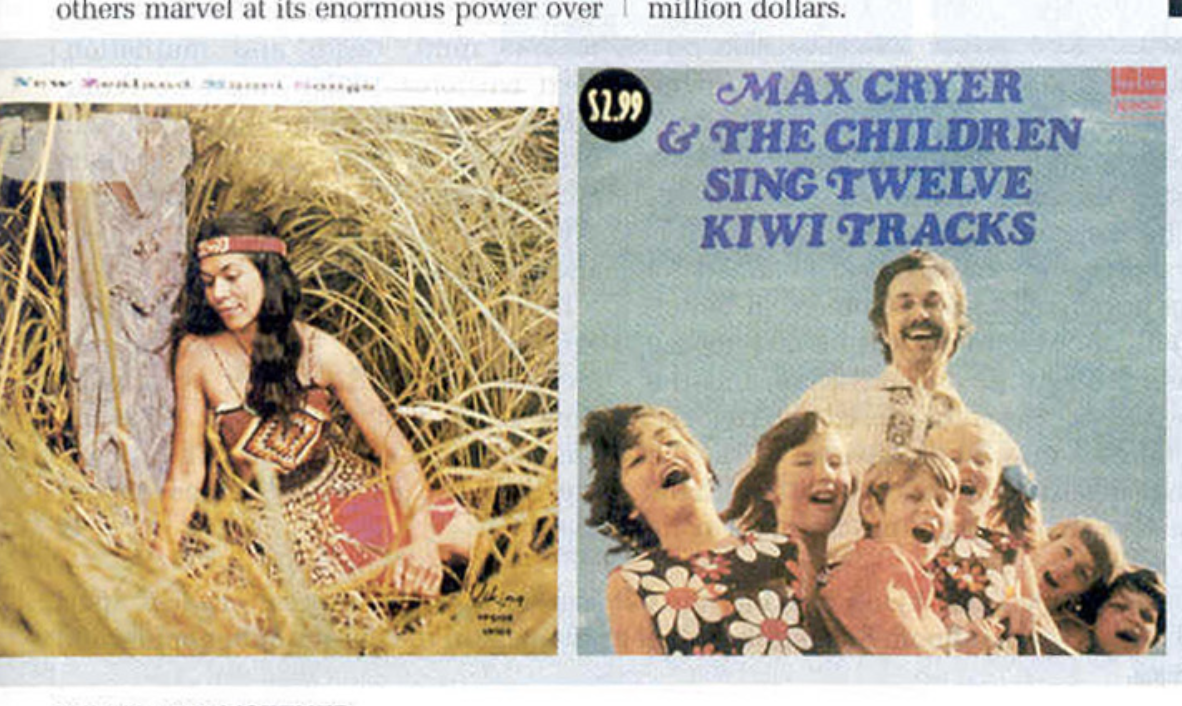 others marvel at its enormous power over
million dollars.
New Zealand Maori Songs
Viking
$2.99
MAX CRYER
& THE CHILDREN
SING TWELVE
KIWI TRACKS